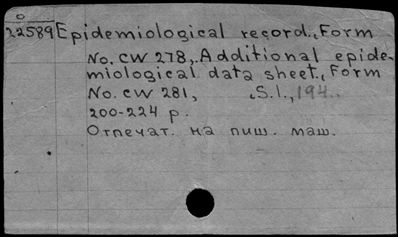 0
22589 Epidemiological record., Form
No. CW 278,. Additional epide-
miological data sheet., Form
No. CW 281, ,S.l., 194.
200-224 p.
Отпечат. на пиш. маш.